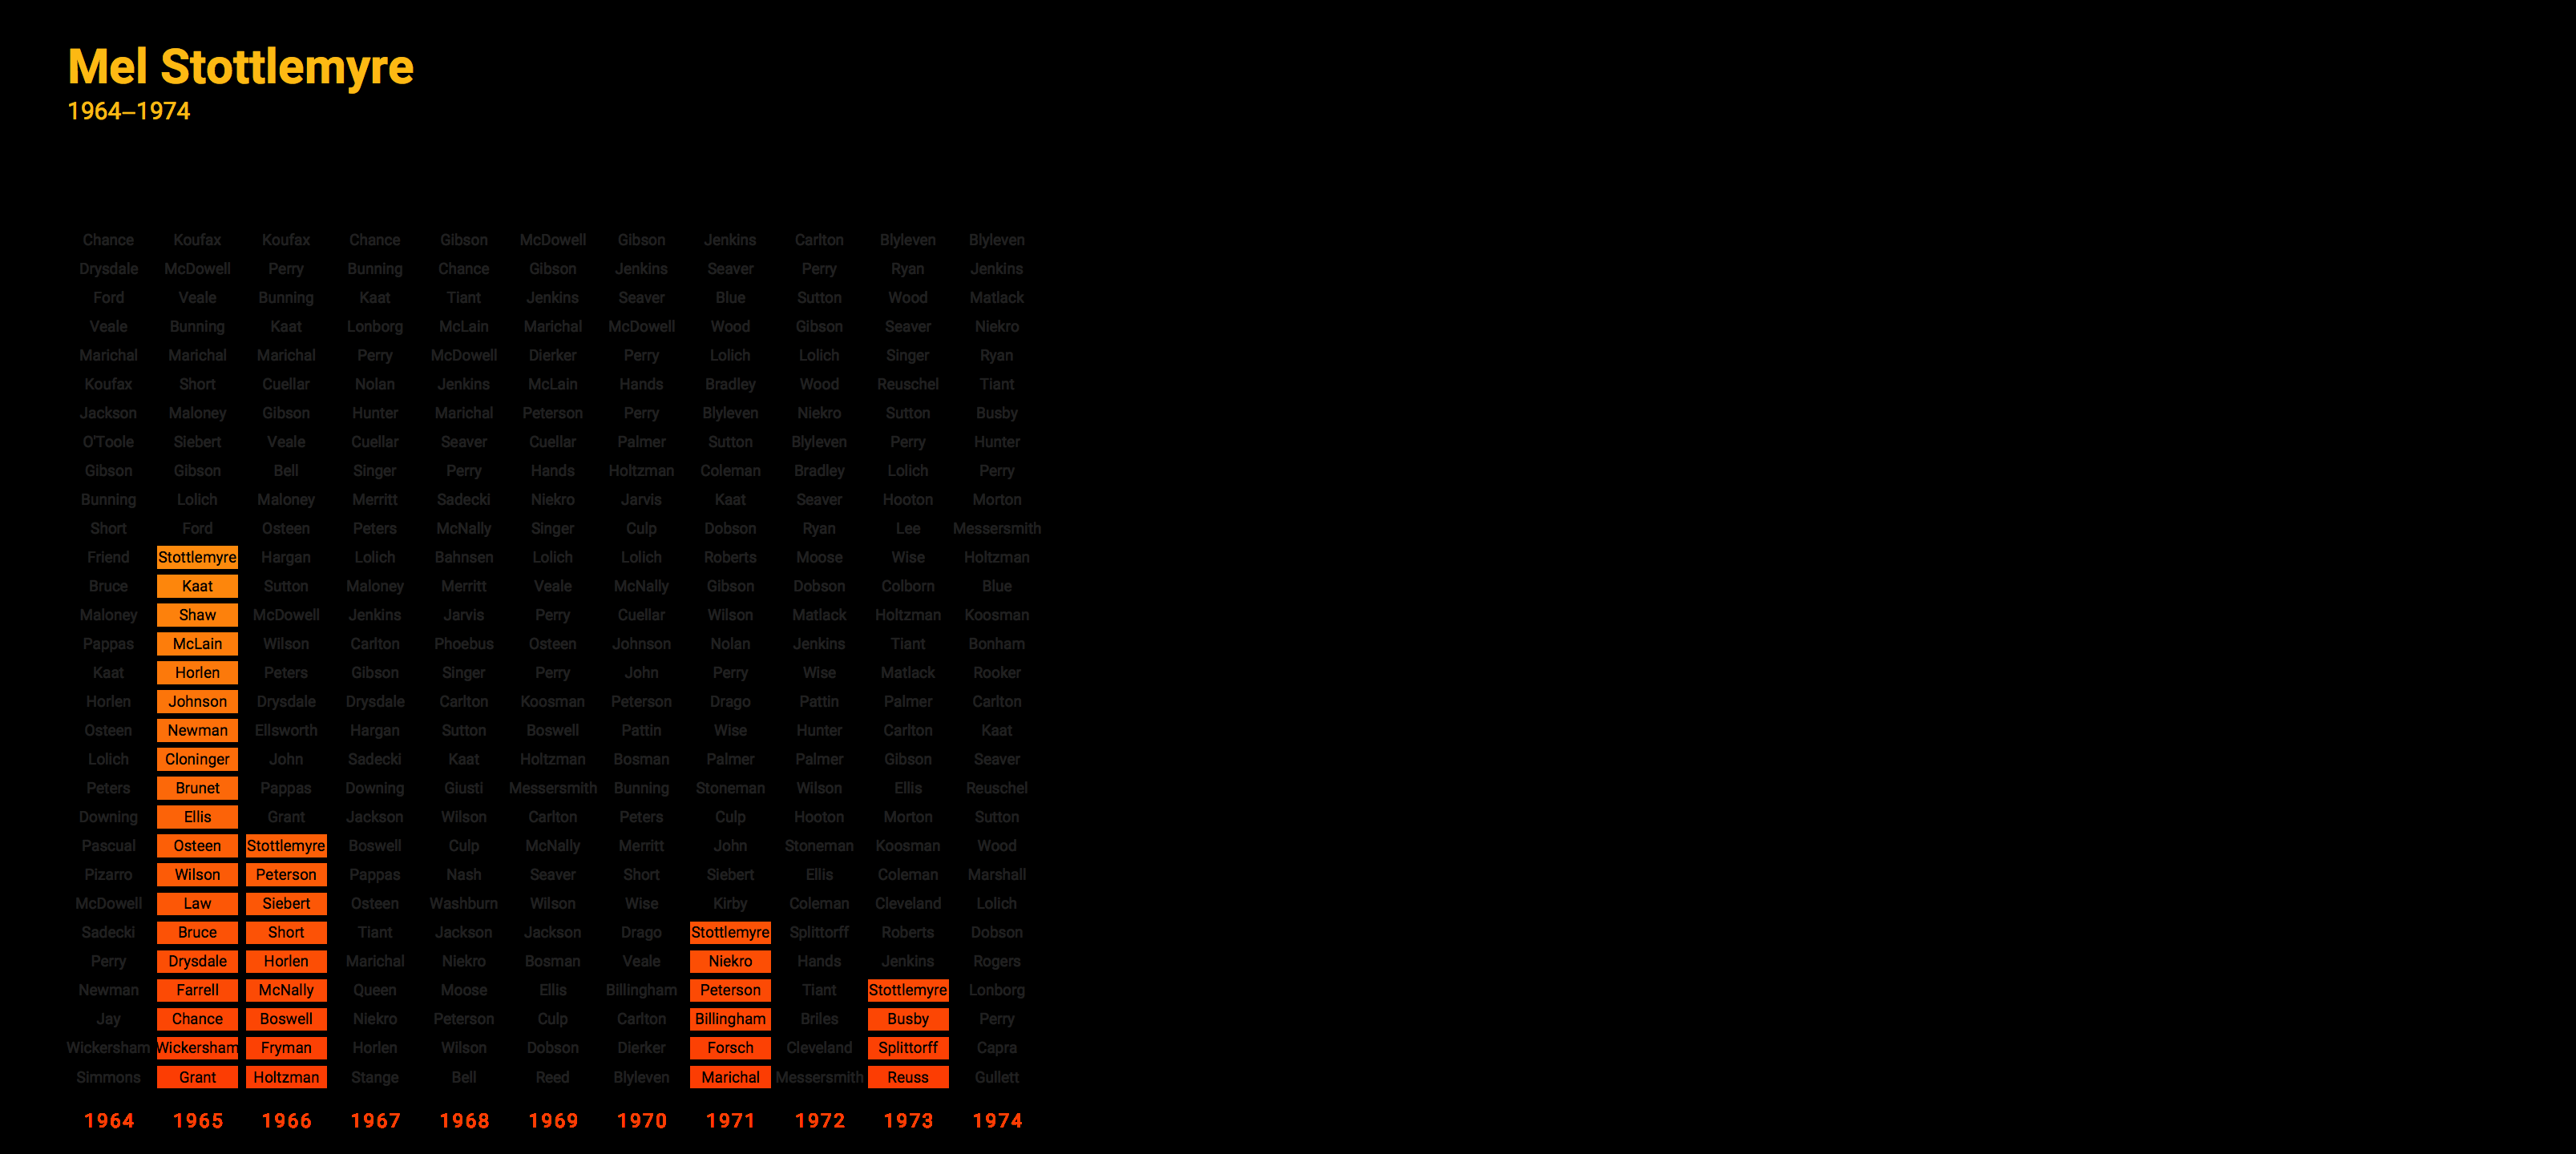 Mel Stottlemyre
1964–1974
Chance Koufax Koufax Chance Gibson McDowell Gibson Jenkins Carlton Blyleven Blyleven
Drysdale McDowell Perry Bunning Chance Gibson Jenkins Seaver Perry Ryan Jenkins
Ford Veale Bunning Kaat Tiant Jenkins Seaver Blue Sutton Wood Matlack
Veale Bunning Kaat Lonborg McLain Marichal McDowell Wood Gibson Seaver Niekro
Marichal Marichal Marichal Perry McDowell Dierker Perry Lolich Lolich Singer Ryan
Koufax Short Cuellar Nolan Jenkins McLain Hands Bradley Wood Reuschel Tiant
Jackson Maloney Gibson Hunter Marichal Peterson Perry Blyleven Niekro Sutton Busby
O'Toole Siebert Veale Cuellar Seaver Cuellar Palmer Sutton Blyleven Perry Hunter
Gibson Gibson Bell Singer Perry Hands Holtzman Coleman Bradley Lolich Perry
Bunning Lolich Maloney Merritt Sadecki Niekro Jarvis Kaat Seaver Hooton Morton
Short Ford Osteen Peters McNally Singer Culp Dobson Ryan Lee Messersmith
Friend Stottlemyre Hargan Lolich Bahnsen Lolich Lolich Roberts Moose Wise Holtzman
Bruce Kaat Sutton Maloney Merritt Veale McNally Gibson Dobson Colborn Blue
Maloney Shaw McDowell Jenkins Jarvis Perry Cuellar Wilson Matlack Holtzman Koosman
Pappas McLain Wilson Carlton Phoebus Osteen Johnson Nolan Jenkins Tiant Bonham
Kaat Horlen Peters Gibson Singer Perry John Perry Wise Matlack Rooker
Horlen Johnson Drysdale Drysdale Carlton Koosman Peterson Drago Pattin Palmer Carlton
Osteen Newman Ellsworth Hargan Sutton Boswell Pattin Wise Hunter Carlton Kaat
Lolich Cloninger John Sadecki Kaat Holtzman Bosman Palmer Palmer Gibson Seaver
Peters Brunet Pappas Downing Giusti Messersmith Bunning Stoneman Wilson Ellis Reuschel
Downing Ellis Grant Jackson Wilson Carlton Peters Culp Hooton Morton Sutton
Pascual Osteen Stottlemyre Boswell Culp McNally Merritt John Stoneman Koosman Wood
Pizarro Wilson Peterson Pappas Nash Seaver Short Siebert Ellis Coleman Marshall
McDowell Law Siebert Osteen Washburn Wilson Wise Kirby Coleman Cleveland Lolich
Sadecki Bruce Short Tiant Jackson Jackson Drago Stottlemyre Splittorff Roberts Dobson
Perry Drysdale Horlen Marichal Niekro Bosman Veale Niekro Hands Jenkins Rogers
Newman Farrell McNally Queen Moose Ellis Billingham Peterson Tiant Stottlemyre Lonborg
Jay Chance Boswell Niekro Peterson Culp Carlton Billingham Briles Busby Perry
Wickersham Wickersham Fryman Horlen Wilson Dobson Dierker Forsch Cleveland Splittorff Capra
Simmons Grant Holtzman Stange Bell Reed Blyleven Marichal Messersmith Reuss Gullett
1964 1965 1966 1967 1968 1969 1970 1971 1972 1973 1974